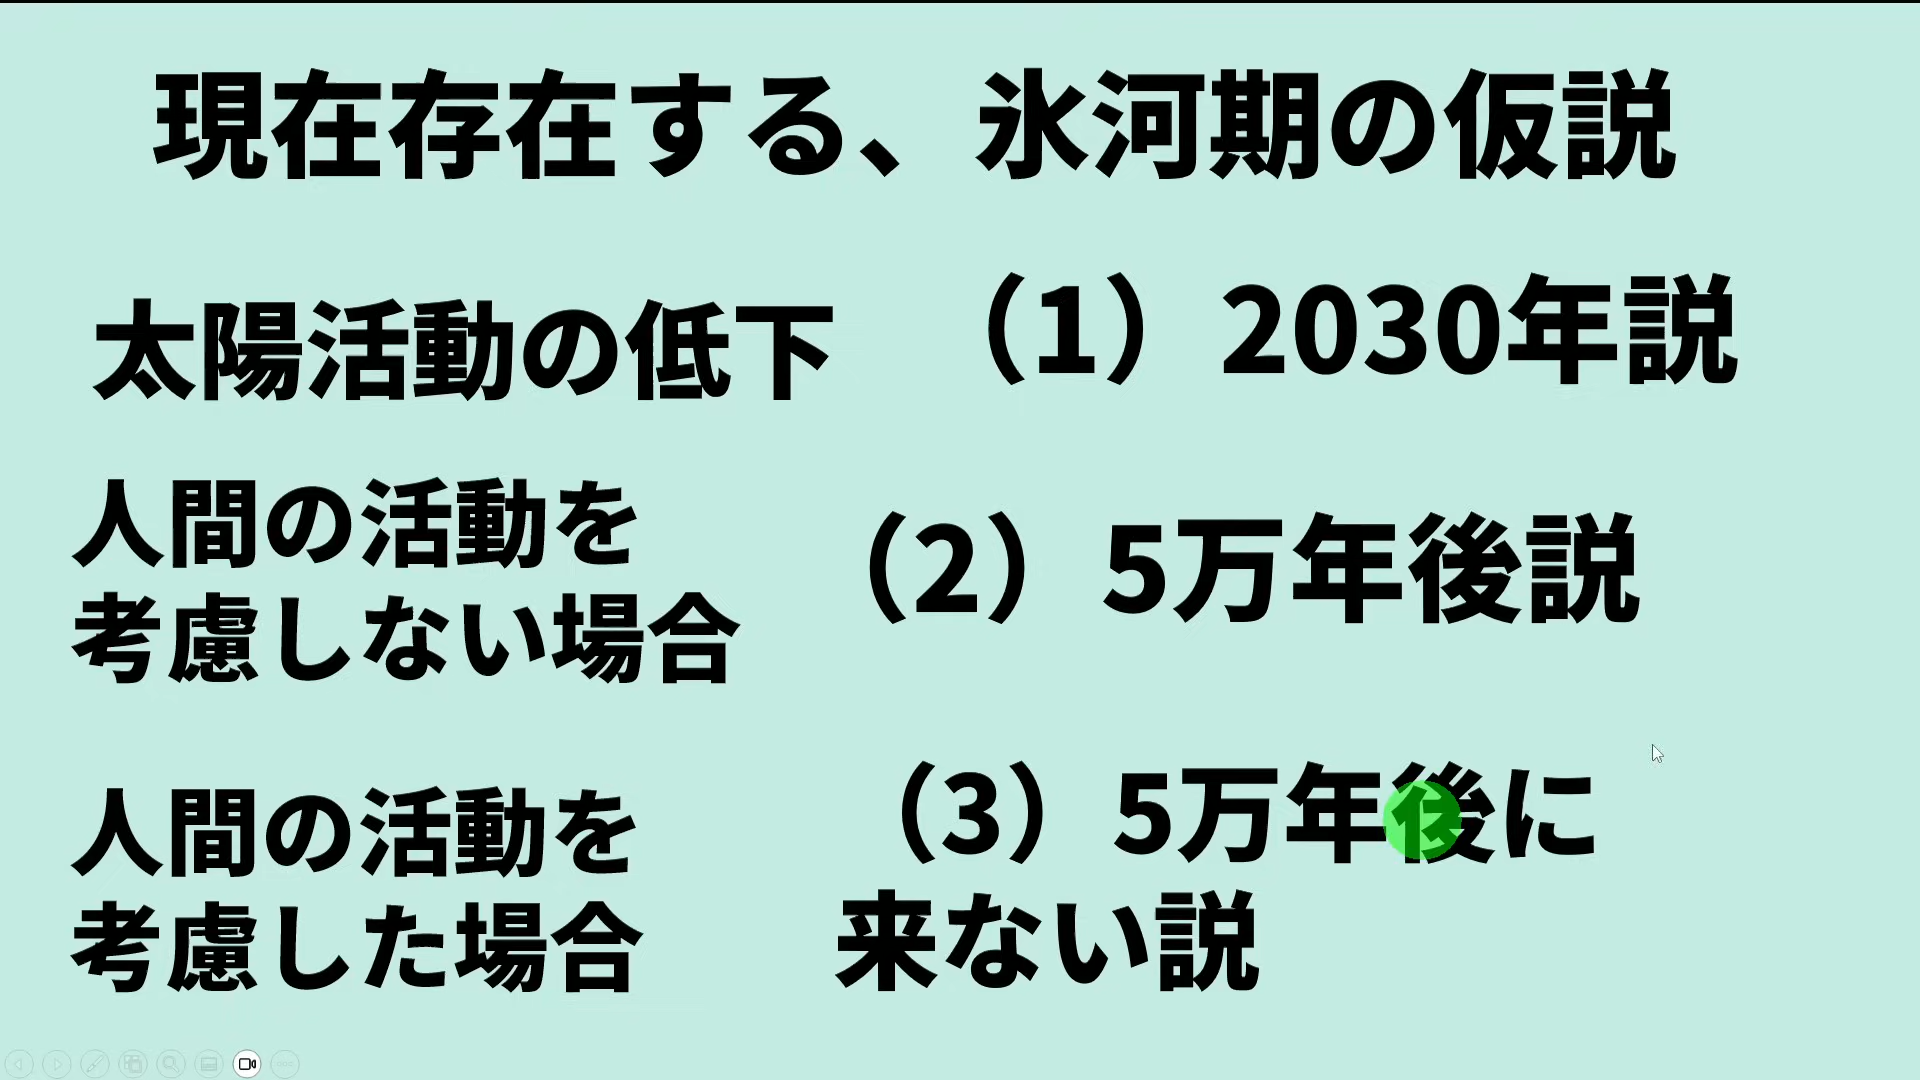 現在存在する、氷河期の仮説
太陽活動の低下
（1）2030年説
人間の活動を
考慮しない場合
（2）5万年後説
人間の活動を
考慮した場合
（3）5万年後に
来ない説